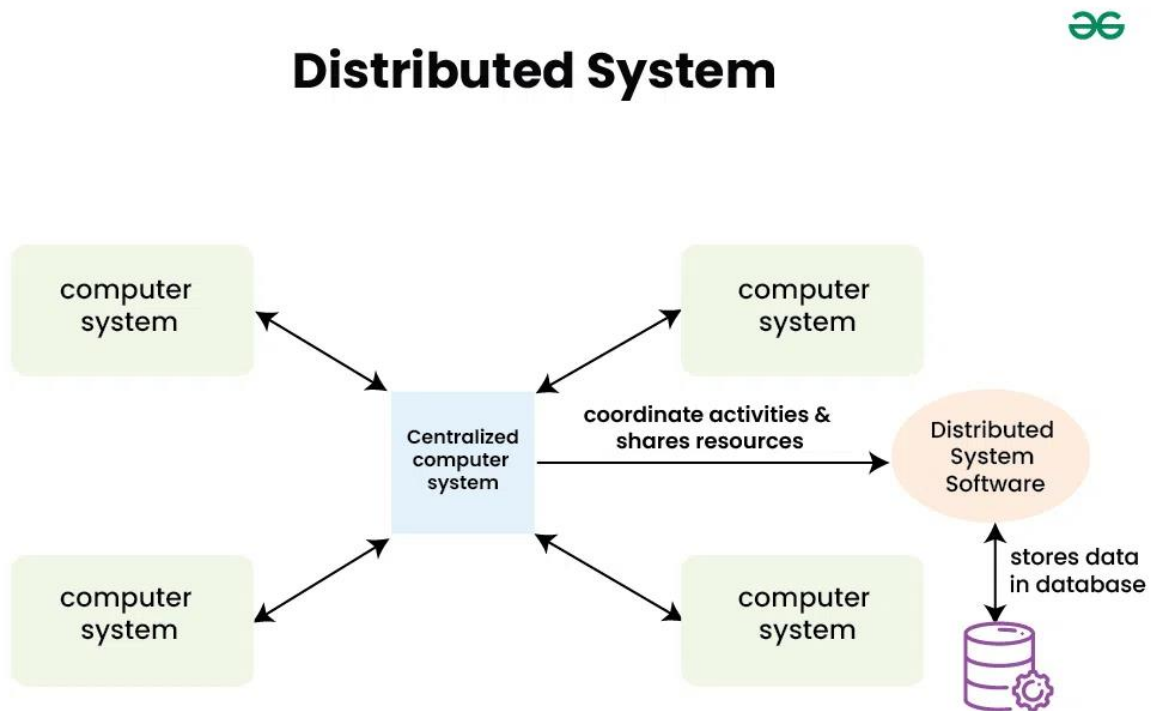 Distributed System
computer
system
computer
system
coordinate activities &
shares resources
Centralized
computer
system
Distributed
System
Software
stores data
in database
computer
system
computer
system